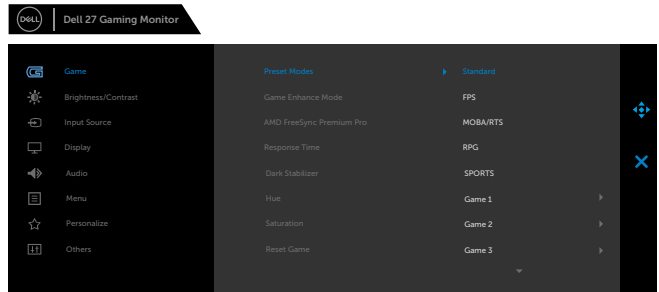 DELL
Dell 27 Gaming Monitor
Game
Preset Modes
Standard
Brightness/Contrast
Game Enhance Mode
FPS
Input Source
AMD FreeSync Premium Pro
MOBA/RTS
Display
Response Time
RPG
Audio
Dark Stabilizer
SPORTS
Menu
Hue
Game 1
Personalize
Saturation
Game 2
Others
Reset Game
Game 3